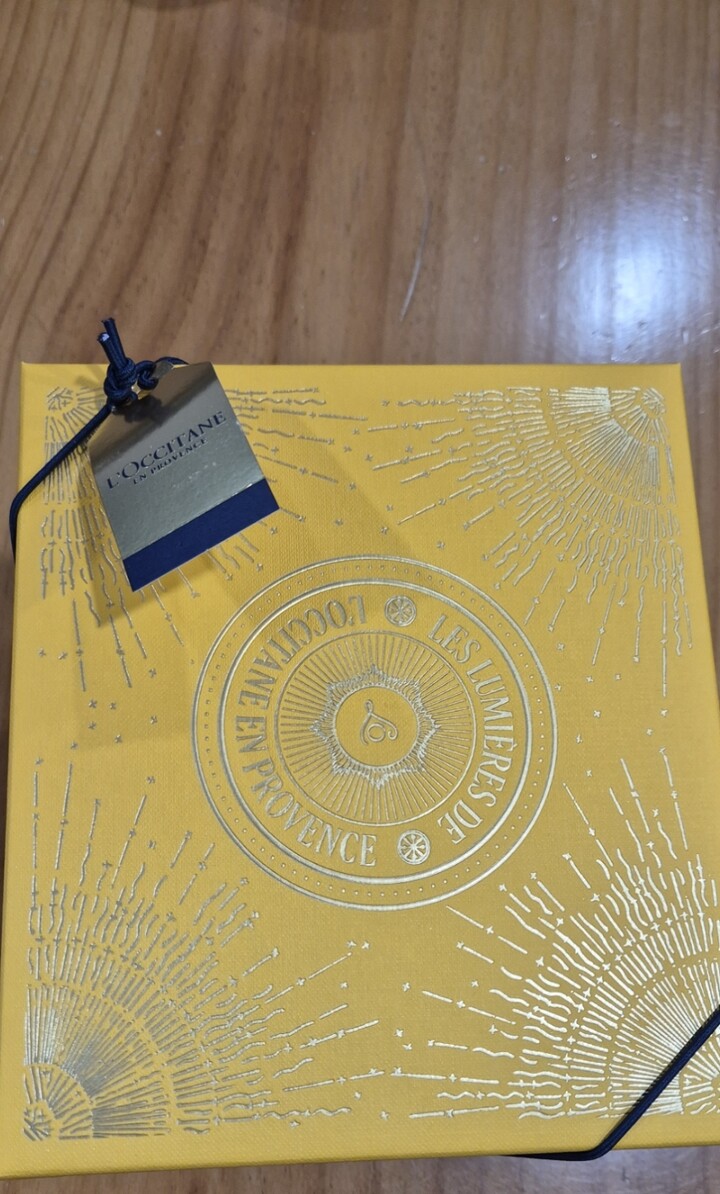 L'OCCITANE
EN PROVENCE
LES LUMIÈRES DE
L'OCCITANE EN PROVENCE